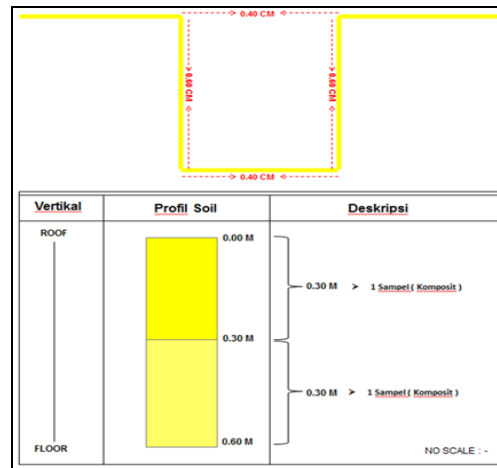 0.40 CM
0.60 CM
0.60 CM
0.40 CM
Vertikal Profil Soil Deskripsi
ROOF 0.00 M
0.30 M ➤ 1 Sampel ( Komposit )
0.30 M
0.30 M ➤ 1 Sampel ( Komposit )
FLOOR 0.60 M
NO SCALE : -